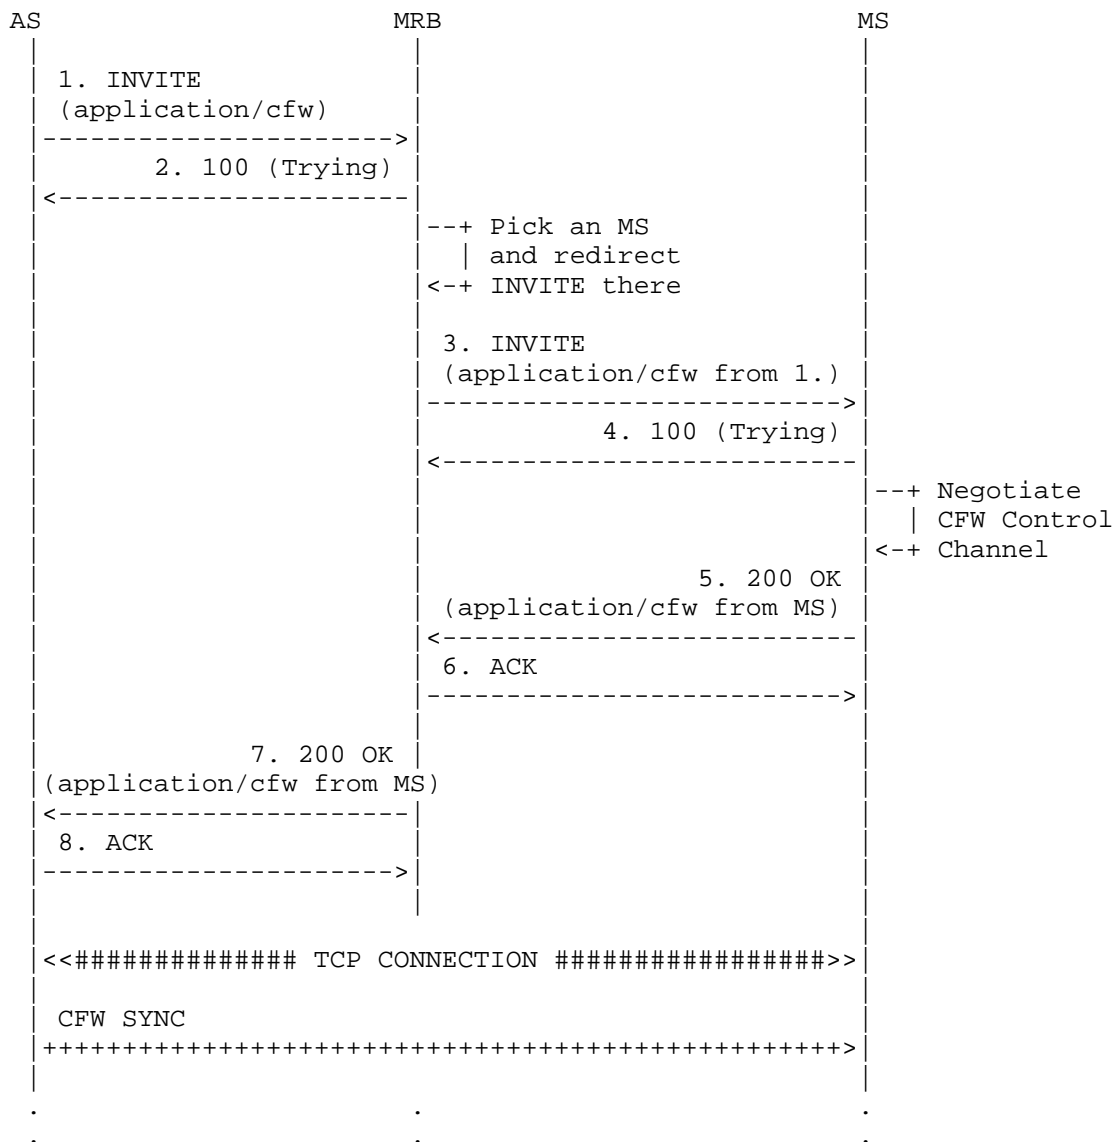 AS MRB MS
1. INVITE
(application/cfw)
2. 100 (Trying)
Pick an MS
and redirect
INVITE there
3. INVITE
(application/cfw from 1.)
4. 100 (Trying)
Negotiate
CFW Control
Channel
5. 200 OK
(application/cfw from MS)
6. ACK
7. 200 OK
(application/cfw from MS)
8. ACK
<<############## TCP CONNECTION #################>>
CFW SYNC